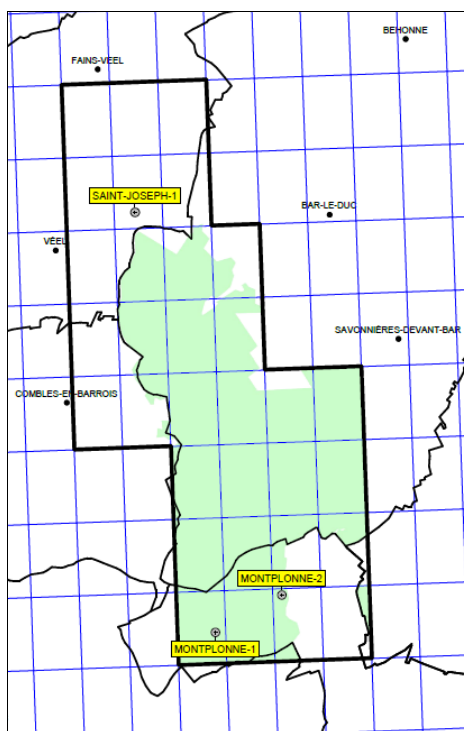 BEHONNE
FAINS-VEEL
SAINT-JOSEPH-1
BAR-LE-DUC
VÉEL
SAVONNIÈRES-DEVANT-BAR
COMBLES-EN-BARROIS
MONTPLONNE-2
MONTPLONNE-1